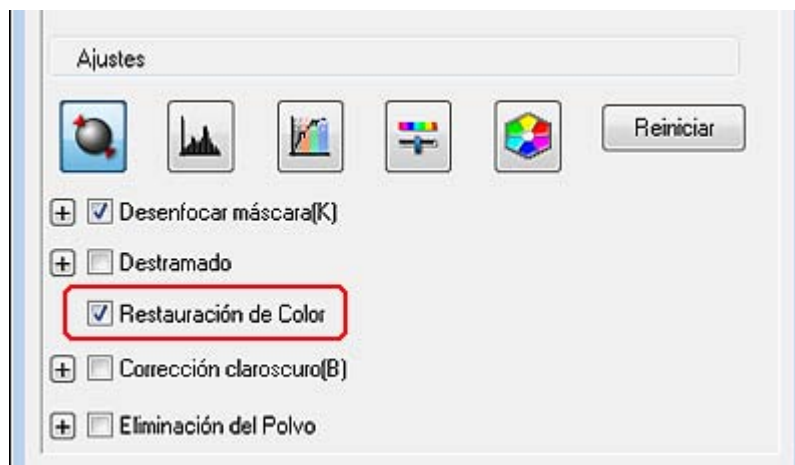 Ajustes
Reiniciar
Desenfocar máscara(K)
Destramado
Restauración de Color
Corrección claroscuro(B)
Eliminación del Polvo